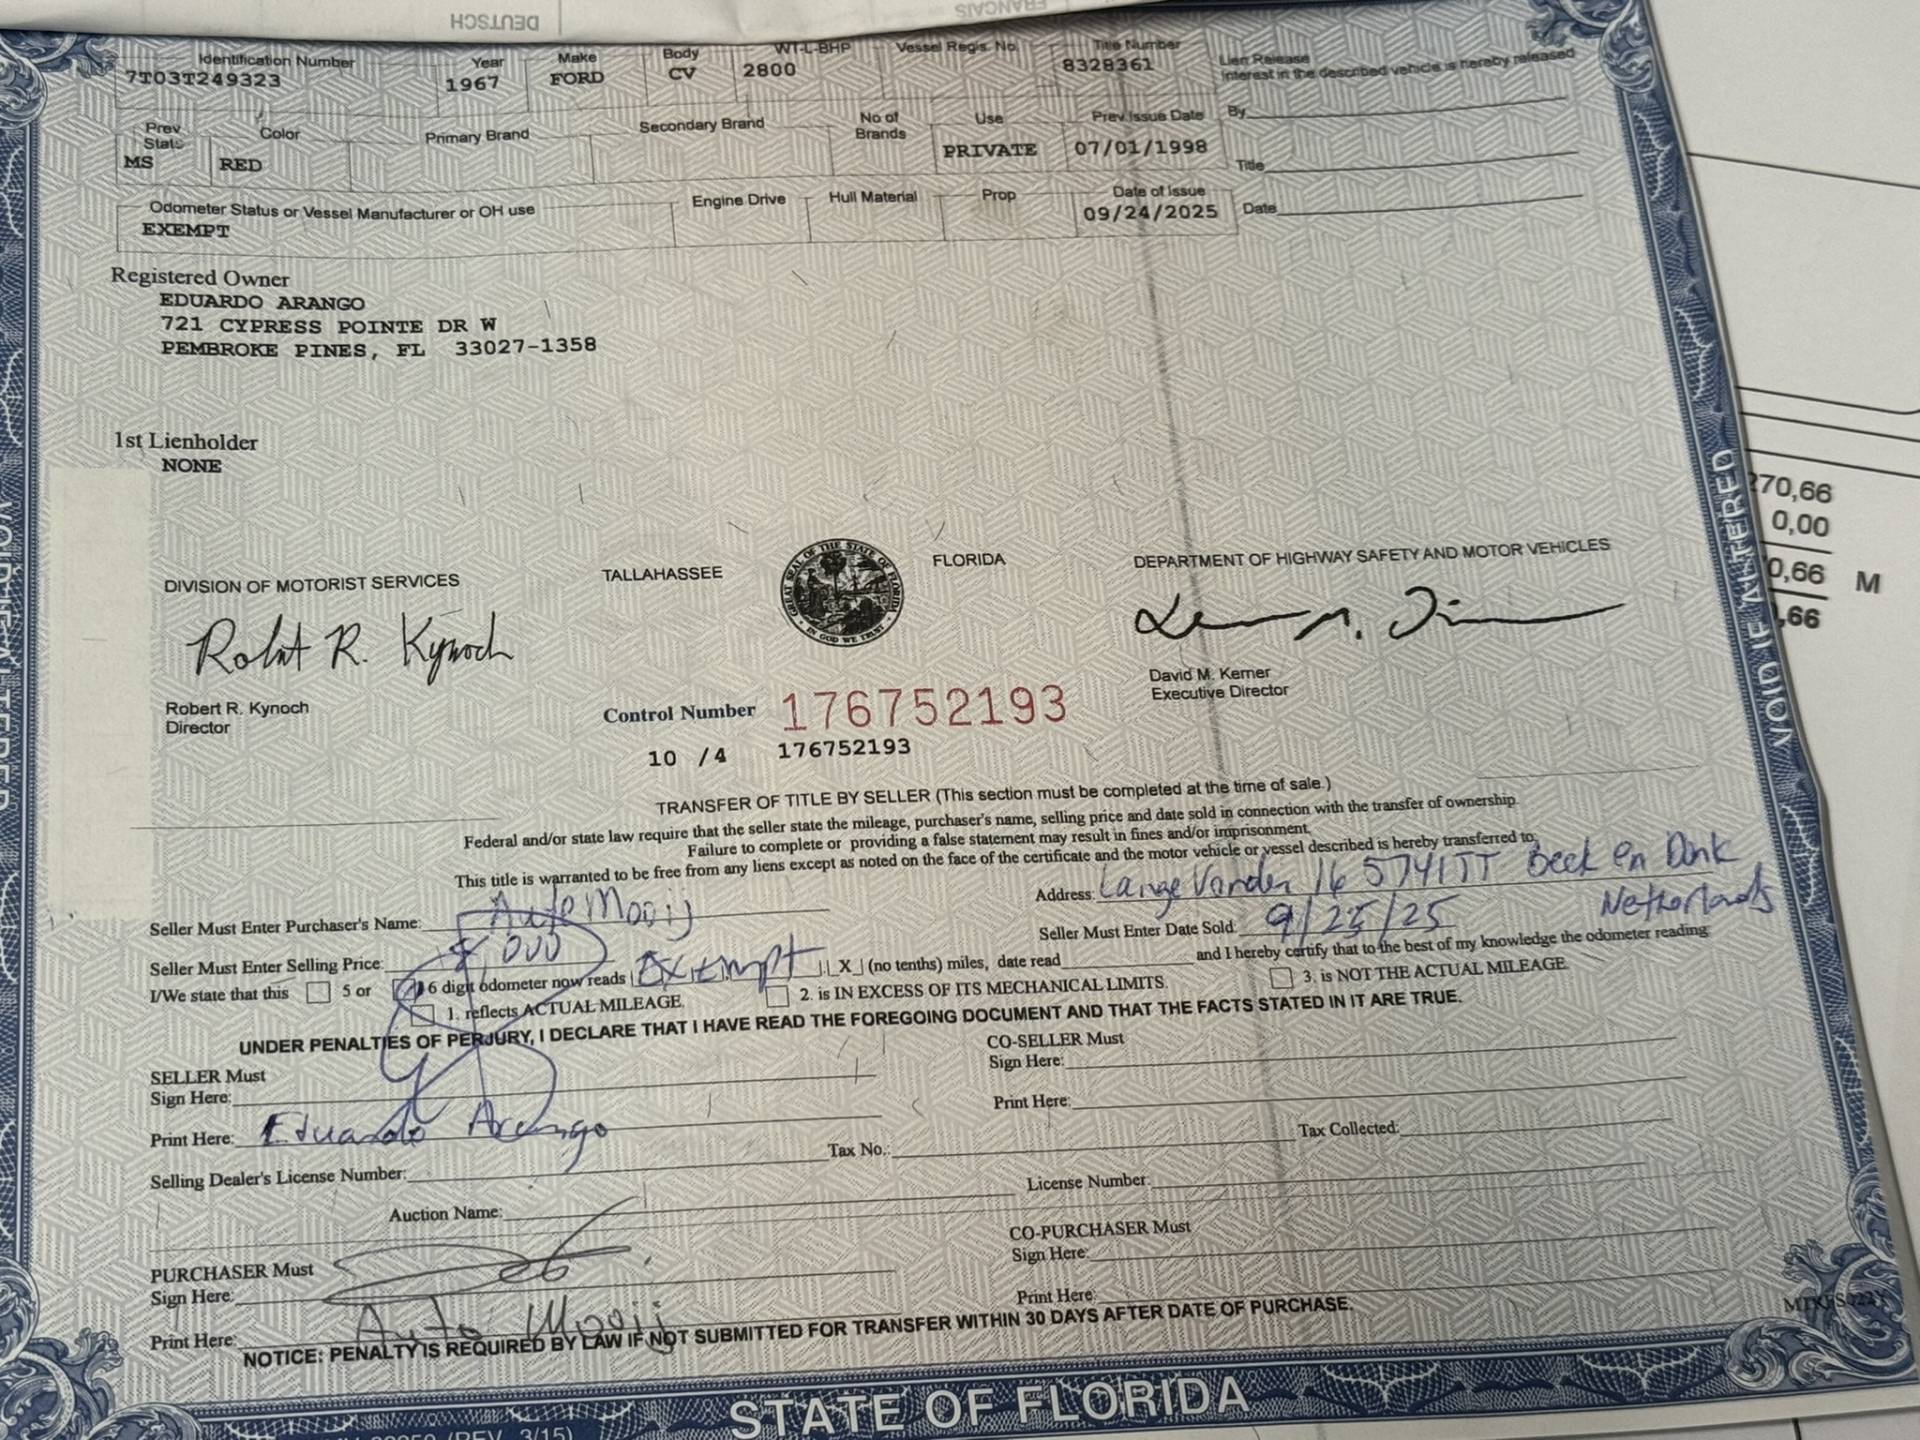 DEUTSCH
FRANÇAIS
Identification Number Year Make Body WT-L-BHP Vessel Regis. No. Title Number
7T03T249323 1967 FORD CV 2800 8328361
Lien Release
Interest in the described vehicle is hereby released
By
Prev State Color Primary Brand Secondary Brand No of Brands Use Prev Issue Date
MS RED PRIVATE 07/01/1998
Title
Odometer Status or Vessel Manufacturer or OH use Engine Drive Hull Material Prop Date of Issue
EXEMPT 09/24/2025
Date
Registered Owner
EDUARDO ARANGO
721 CYPRESS POINTE DR W
PEMBROKE PINES, FL 33027-1358
1st Lienholder
NONE
DIVISION OF MOTORIST SERVICES TALLAHASSEE FLORIDA DEPARTMENT OF HIGHWAY SAFETY AND MOTOR VEHICLES
GREAT SEAL OF THE STATE OF FLORIDA
IN GOD WE TRUST
Robert R. Kynoch
Robert R. Kynoch
Director
David M. Kerner
Executive Director
Control Number 176752193
10 /4 176752193
TRANSFER OF TITLE BY SELLER (This section must be completed at the time of sale.)
Federal and/or state law require that the seller state the mileage, purchaser's name, selling price and date sold in connection with the transfer of ownership.
Failure to complete or providing a false statement may result in fines and/or imprisonment.
This title is warranted to be free from any liens except as noted on the face of the certificate and the motor vehicle or vessel described is hereby transferred to:
Seller Must Enter Purchaser's Name: Auto Mooij Address: Lange Vonder 16 5741TT Beek en Donk
Netherlands
Seller Must Enter Selling Price: ,000 Seller Must Enter Date Sold: 9/25/25
I/We state that this 5 or 6 digit odometer now reads Exempt X (no tenths) miles, date read and I hereby certify that to the best of my knowledge the odometer reading:
1. reflects ACTUAL MILEAGE. 2. is IN EXCESS OF ITS MECHANICAL LIMITS. 3. is NOT THE ACTUAL MILEAGE.
UNDER PENALTIES OF PERJURY, I DECLARE THAT I HAVE READ THE FOREGOING DOCUMENT AND THAT THE FACTS STATED IN IT ARE TRUE.
SELLER Must
Sign Here:
CO-SELLER Must
Sign Here:
Print Here: Eduardo Arango
Print Here:
Selling Dealer's License Number: Tax No.: Tax Collected:
Auction Name: License Number:
PURCHASER Must
Sign Here:
CO-PURCHASER Must
Sign Here:
Print Here: Auto Mooij
Print Here:
NOTICE: PENALTY IS REQUIRED BY LAW IF NOT SUBMITTED FOR TRANSFER WITHIN 30 DAYS AFTER DATE OF PURCHASE.
STATE OF FLORIDA
(REV. 3/15)
VOID IF ALTERED
VOID IF ALTERED
270,66
0,00
0,66 M
,66